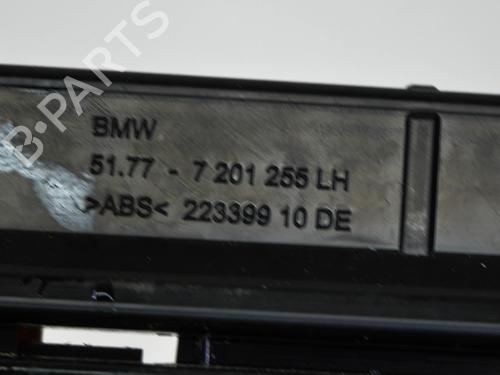 B-PARTS
BMW
51.77 - 7 201 255 LH
>ABS< 223399 10 DE